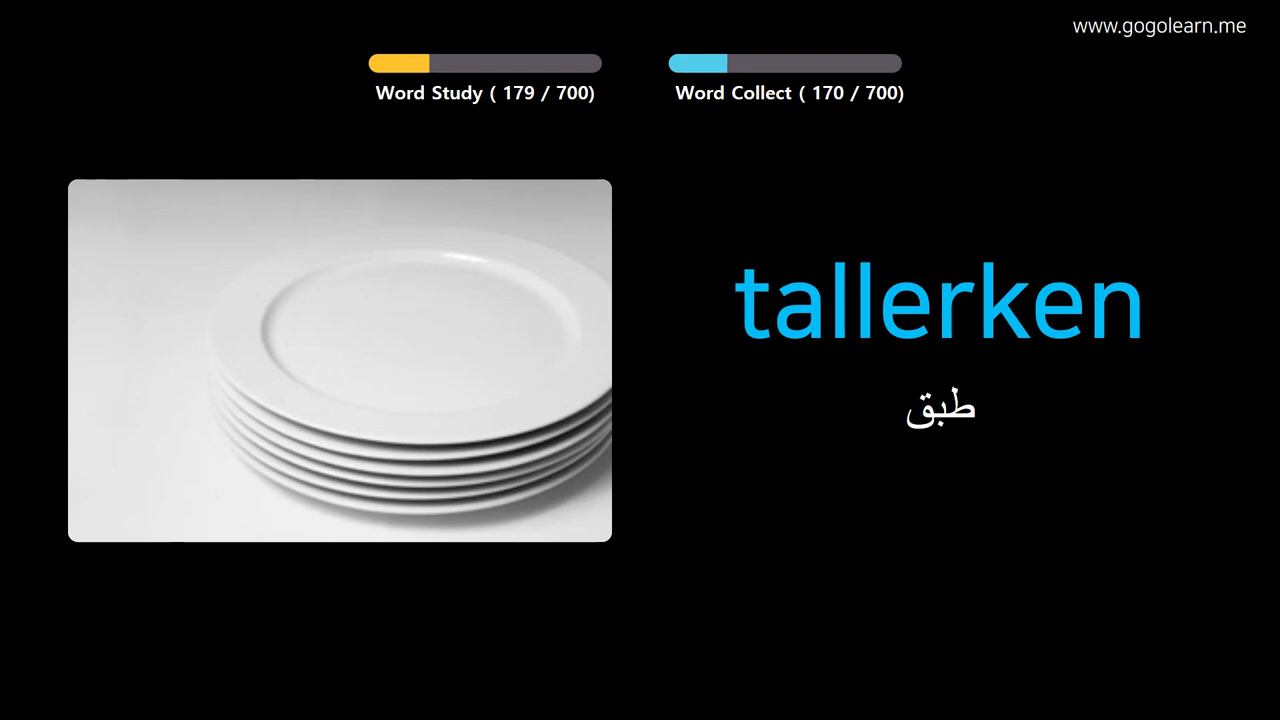 www.gogolearn.me
Word Study ( 179 / 700)
Word Collect ( 170 / 700)
tallerken
طبق